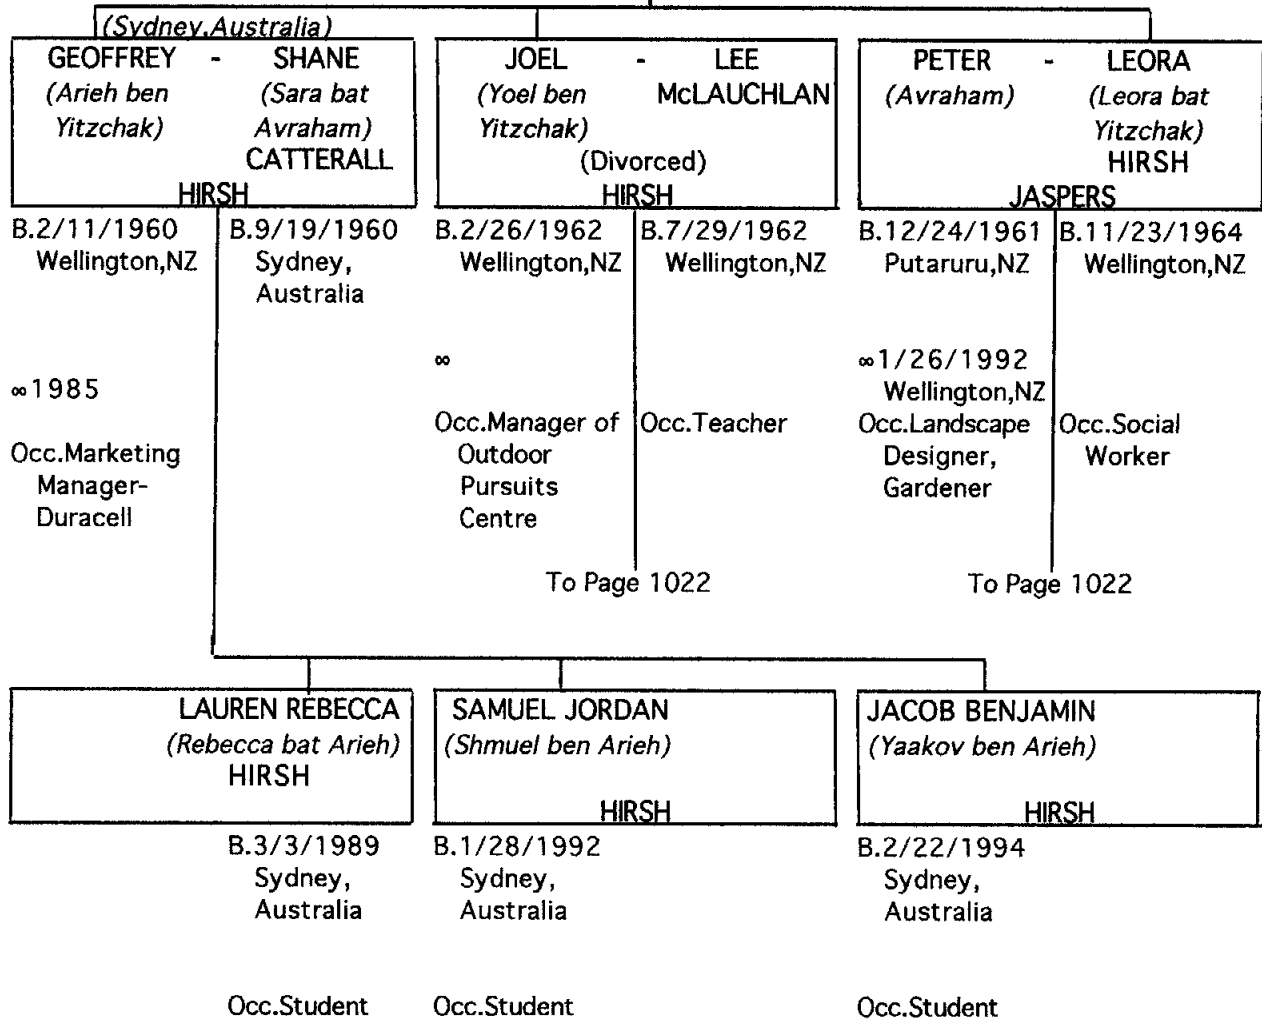 (Sydney,Australia)
GEOFFREY - SHANE
(Arieh ben (Sara bat
Yitzchak) Avraham)
CATTERALL
HIRSH
B.2/11/1960 B.9/19/1960
Wellington,NZ Sydney,
Australia
∞1985
Occ.Marketing
Manager-
Duracell
JOEL - LEE
(Yoel ben McLAUCHLAN
Yitzchak)
(Divorced)
HIRSH
B.2/26/1962 B.7/29/1962
Wellington,NZ Wellington,NZ
∞
Occ.Manager of Occ.Teacher
Outdoor
Pursuits
Centre
To Page 1022
PETER - LEORA
(Avraham) (Leora bat
Yitzchak)
HIRSH
JASPERS
B.12/24/1961 B.11/23/1964
Putaruru,NZ Wellington,NZ
∞1/26/1992
Wellington,NZ
Occ.Landscape Occ.Social
Designer, Worker
Gardener
To Page 1022
LAUREN REBECCA
(Rebecca bat Arieh)
HIRSH
B.3/3/1989
Sydney,
Australia
Occ.Student
SAMUEL JORDAN
(Shmuel ben Arieh)
HIRSH
B.1/28/1992
Sydney,
Australia
Occ.Student
JACOB BENJAMIN
(Yaakov ben Arieh)
HIRSH
B.2/22/1994
Sydney,
Australia
Occ.Student